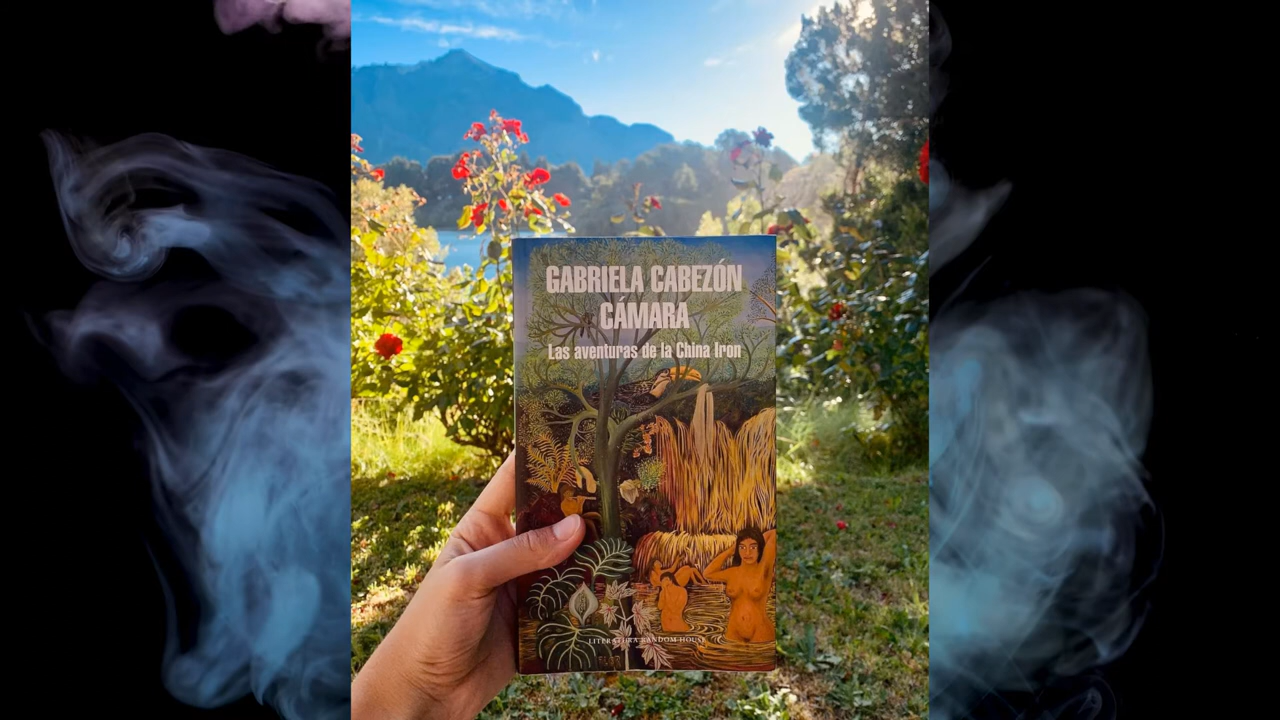 GABRIELA CABEZÓN
CÁMARA
Las aventuras de la China Iron
LITERATURA RANDOM HOUSE